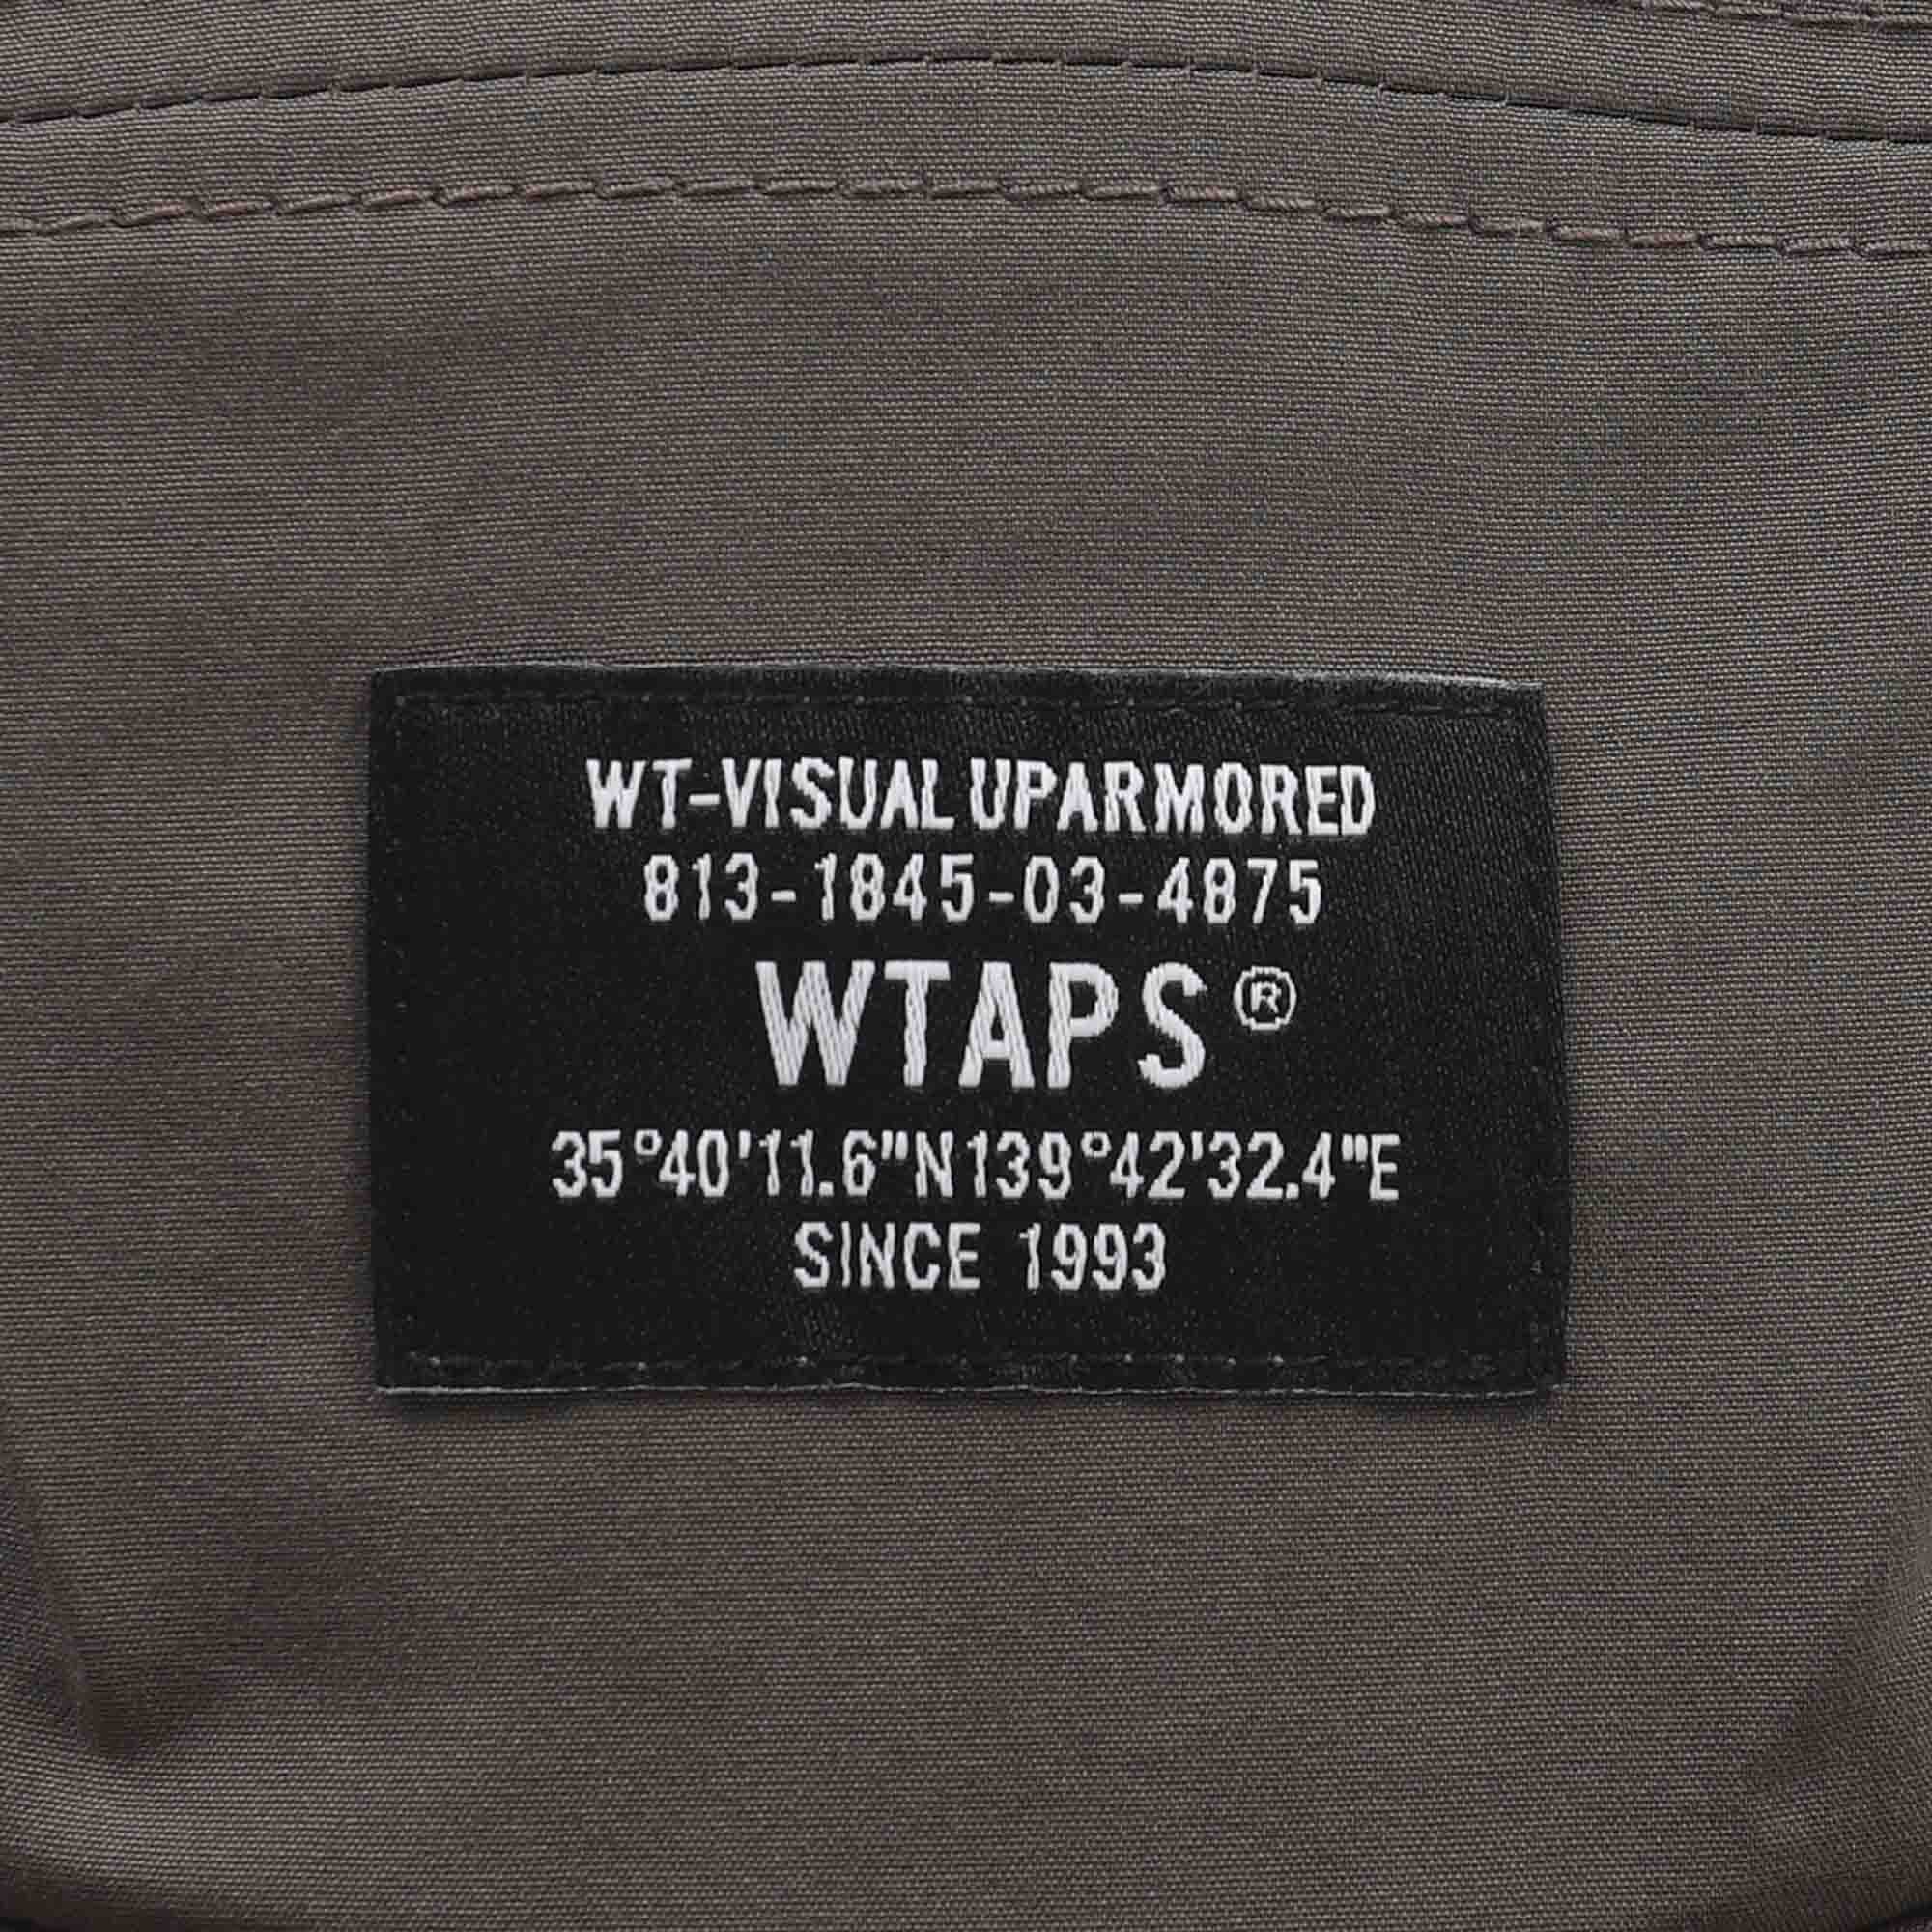 WT-VISUAL UPARMORED
813-1845-03-4875
WTAPS®
35°40'11.6"N139°42'32.4"E
SINCE 1993